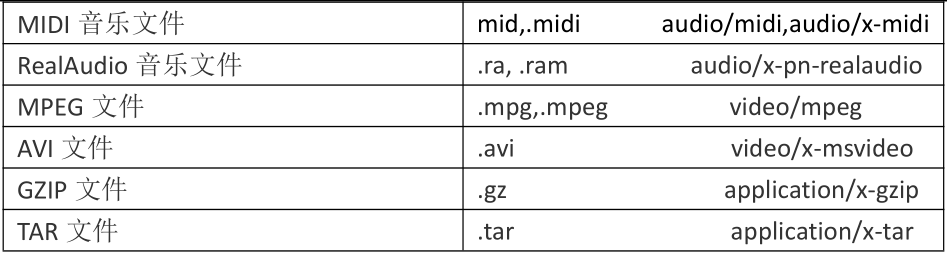 MIDI 音乐文件 mid,.midi audio/midi,audio/x-midi
RealAudio 音乐文件 .ra, .ram audio/x-pn-realaudio
MPEG 文件 .mpg,.mpeg video/mpeg
AVI 文件 .avi video/x-msvideo
GZIP 文件 .gz application/x-gzip
TAR 文件 .tar application/x-tar